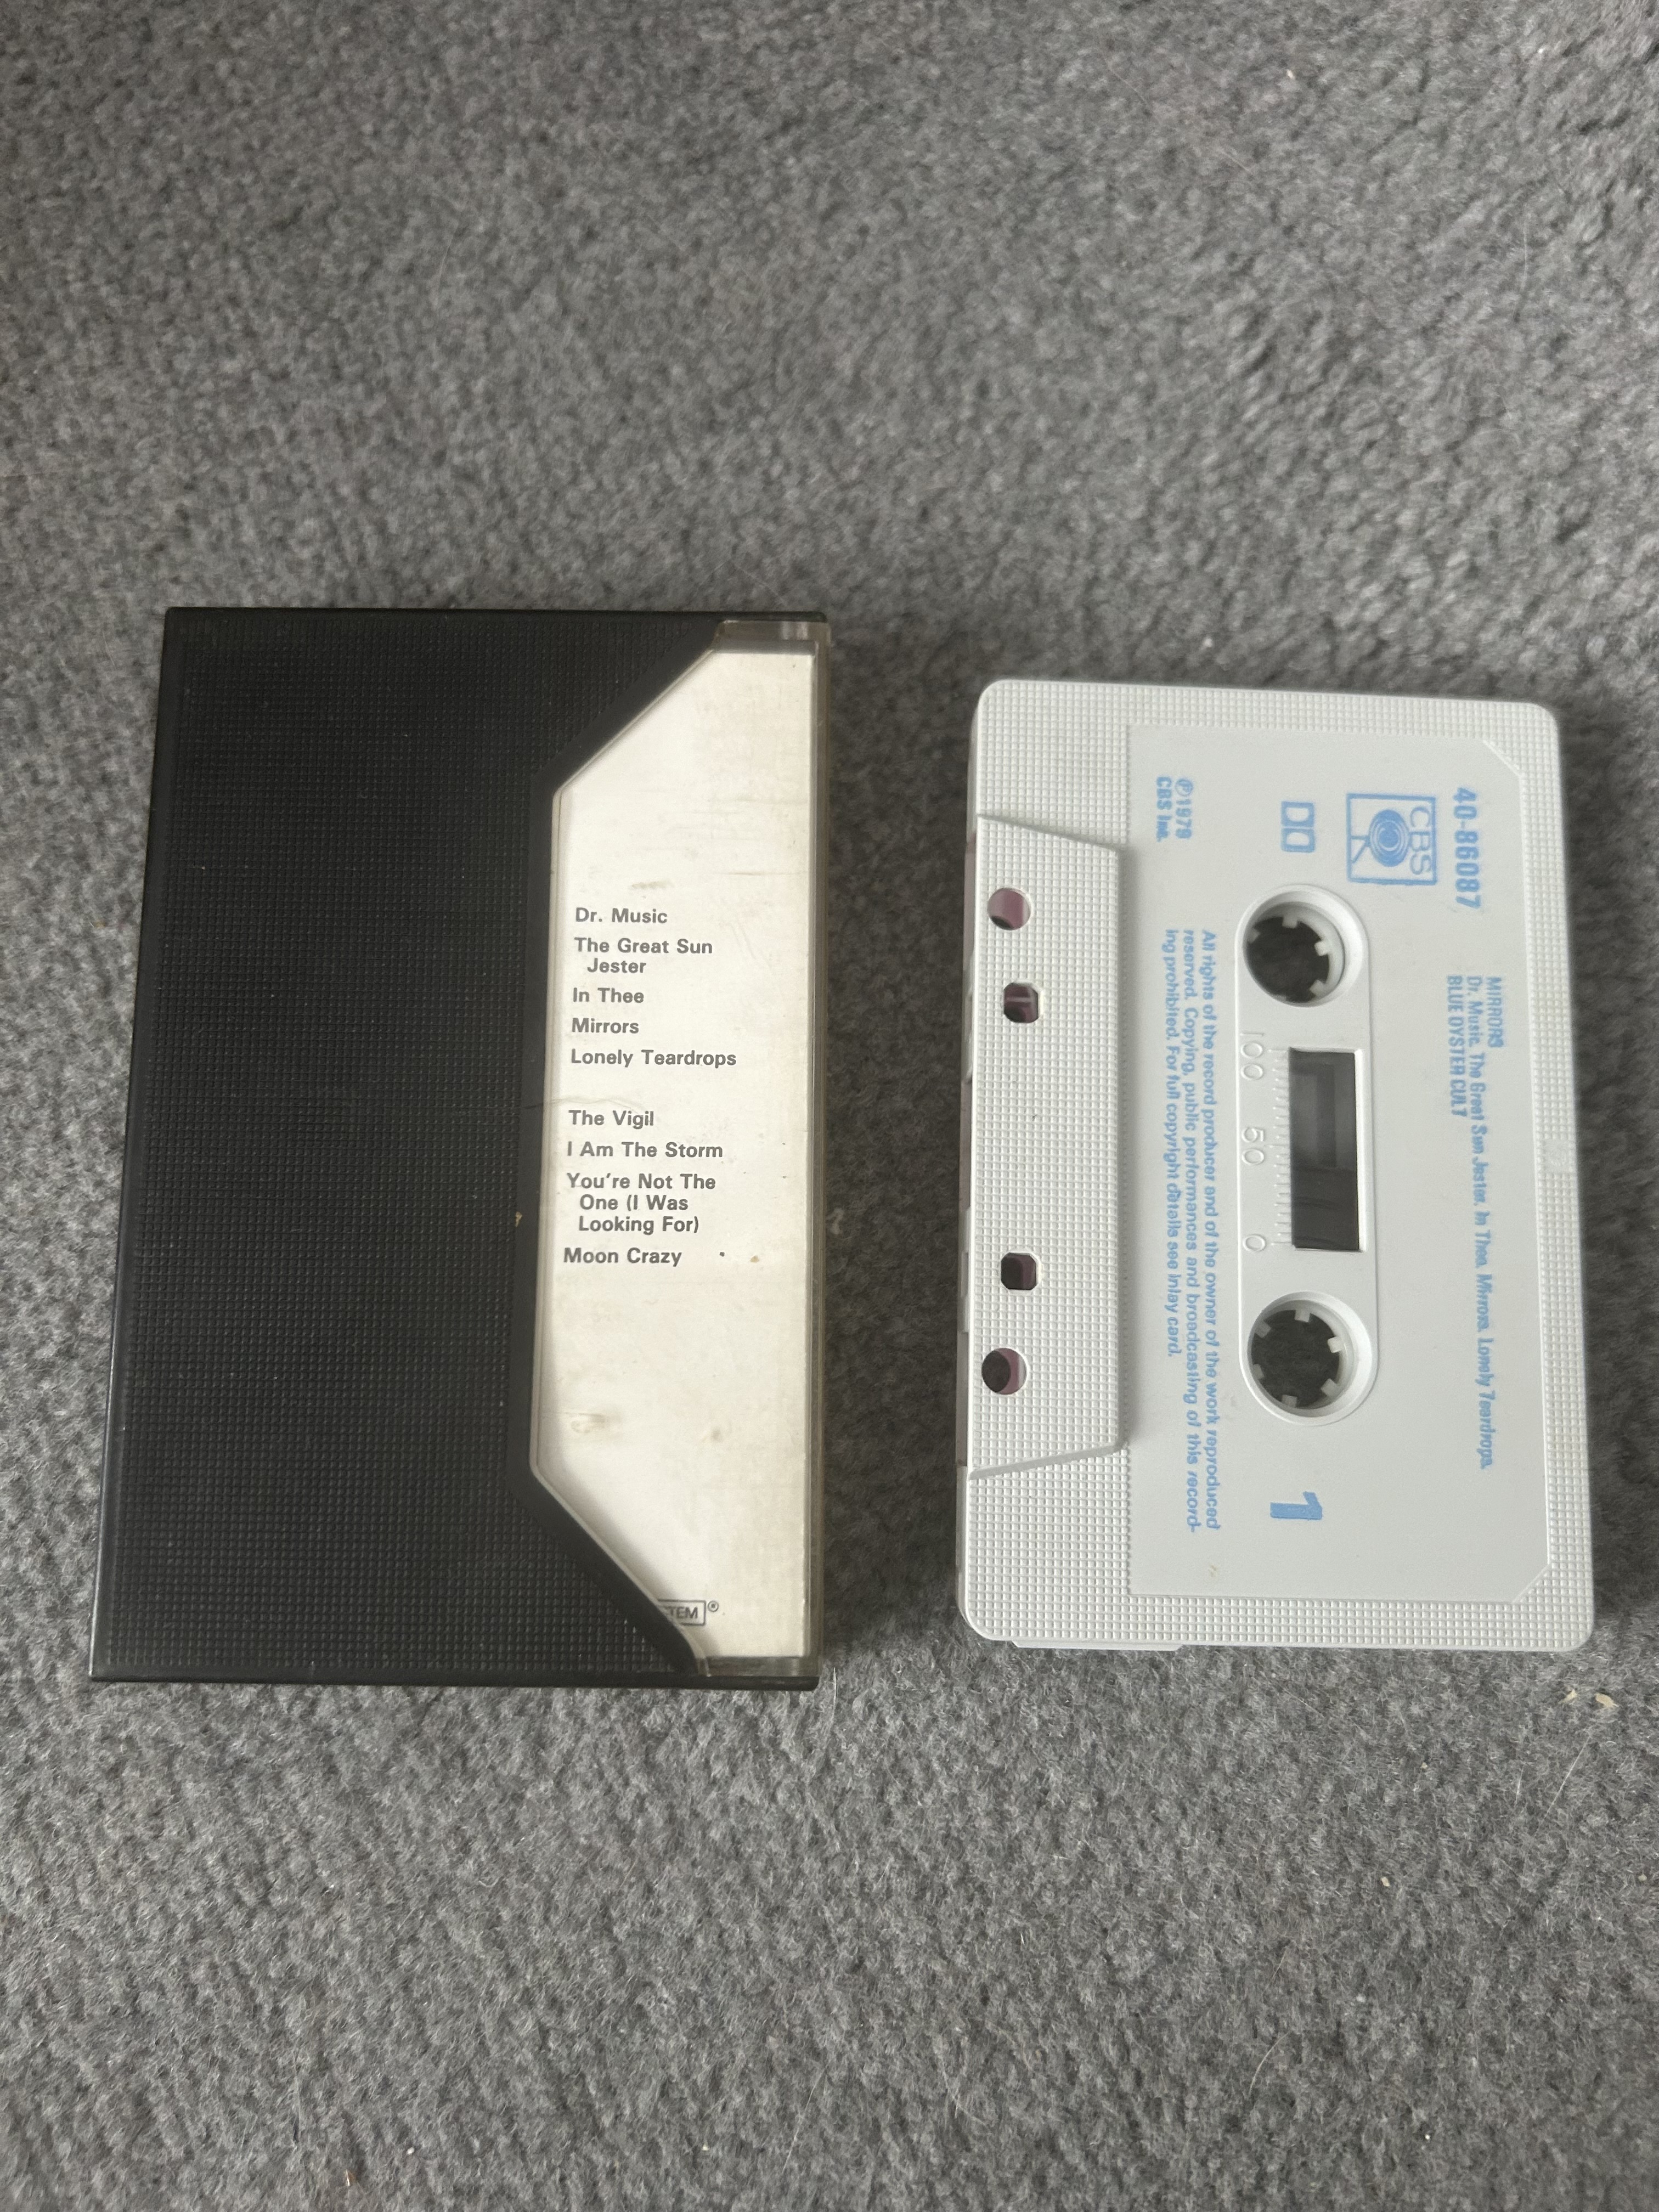 Dr. Music
The Great Sun
Jester
In Thee
Mirrors
Lonely Teardrops
The Vigil
I Am The Storm
You're Not The
One (I Was
Looking For)
Moon Crazy
TEM ®
40-86087
CBS
MIRRORS
Dr. Music. The Great Sun Jester. In Thee. Mirrors. Lonely Teardrops.
BLUE OYSTER CULT
100 50 0
1
℗1979
CBS Inc.
All rights of the record producer and of the owner of the work reproduced
reserved. Copying, public performances and broadcasting of this record-
ing prohibited. For full copyright details see inlay card.